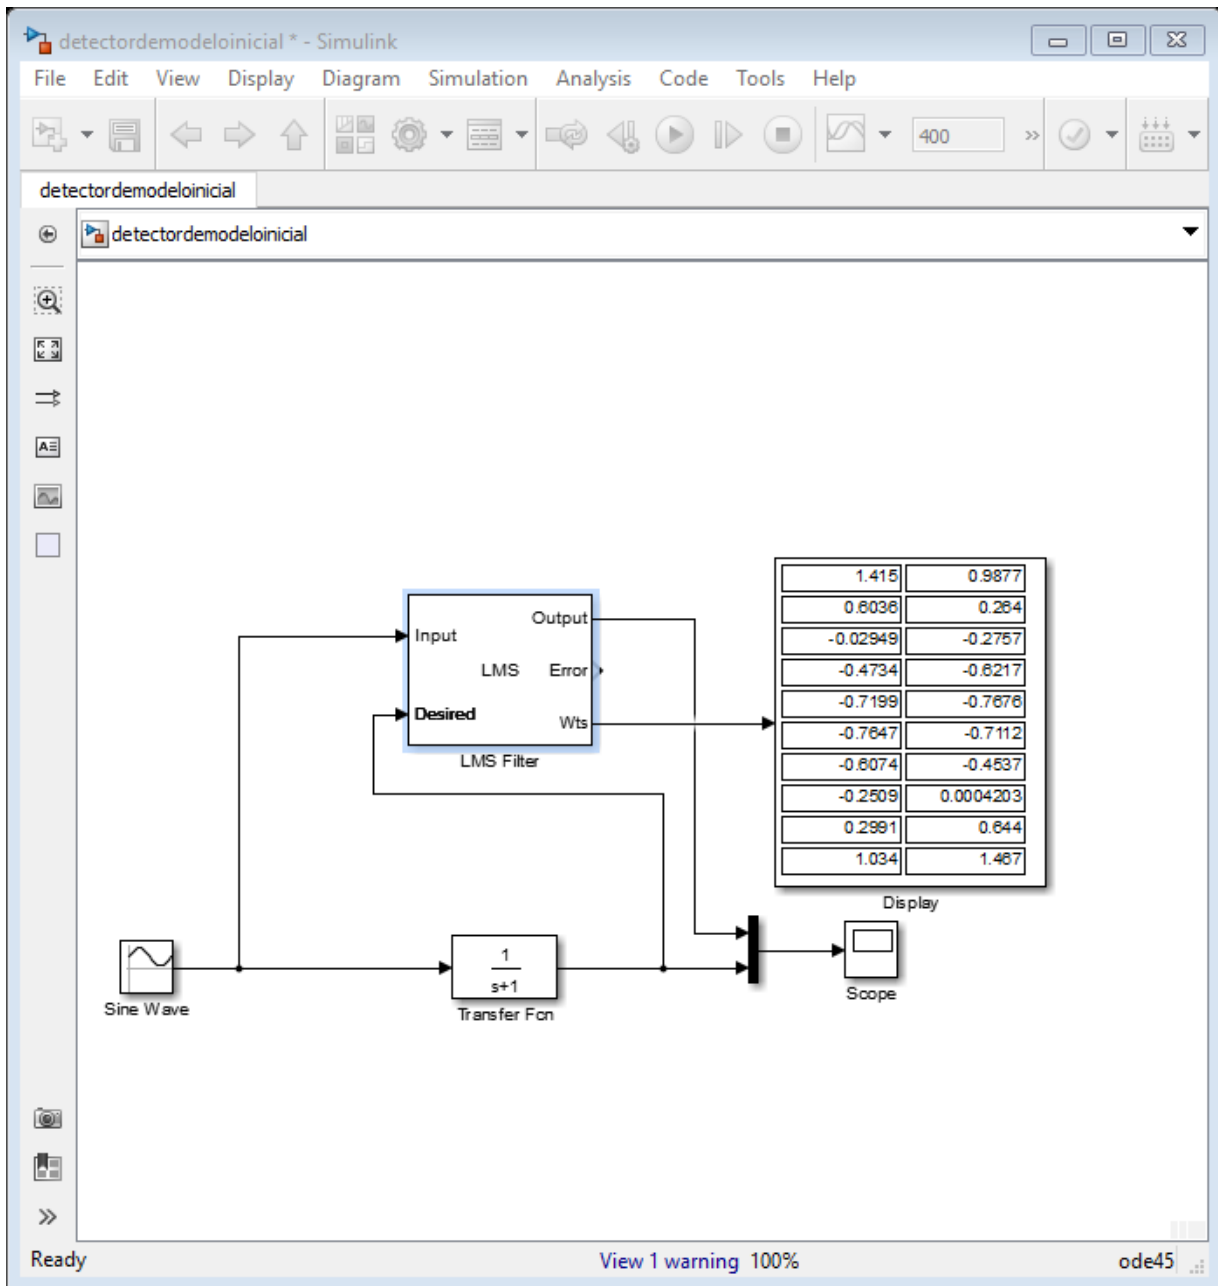 detectordemodeloinicial * - Simulink
File Edit View Display Diagram Simulation Analysis Code Tools Help
400 »
detectordemodeloinicial
detectordemodeloinicial
1.415 0.9877
0.6036 0.264
-0.02949 -0.2757
-0.4734 -0.6217
-0.7199 -0.7676
-0.7647 -0.7112
-0.6074 -0.4537
-0.2509 0.0004203
0.2991 0.644
1.034 1.467
Display
Output
Input
LMS Error
Desired
Wts
LMS Filter
Sine Wave
1
s+1
Transfer Fcn
Scope
Ready View 1 warning 100% ode45